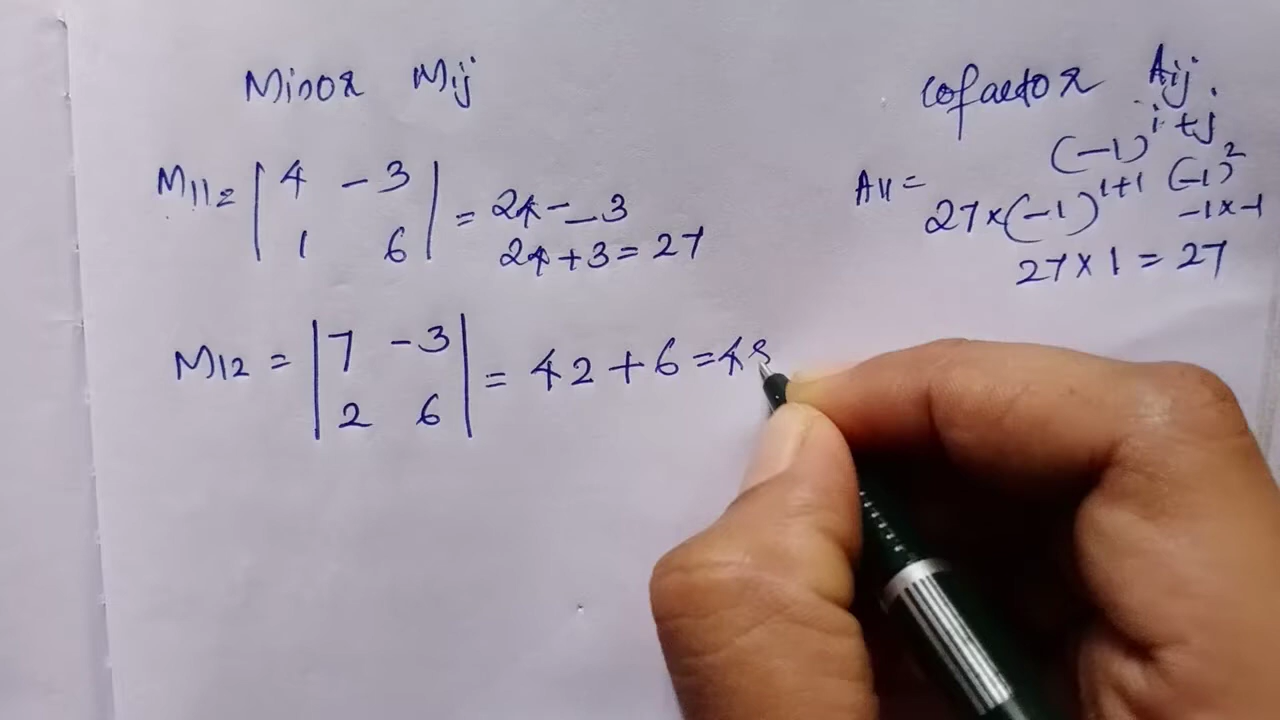 Minor Mij
Cofactor Aij.
(-1)^i+j
M11= | 4 -3 | = 24 - -3
| 1 6 | 24+3=27
A11 = 27×(-1)^1+1 (-1)^2
-1×-1
27×1=27
M12 = | 7 -3 | = 42+6=48
| 2 6 |